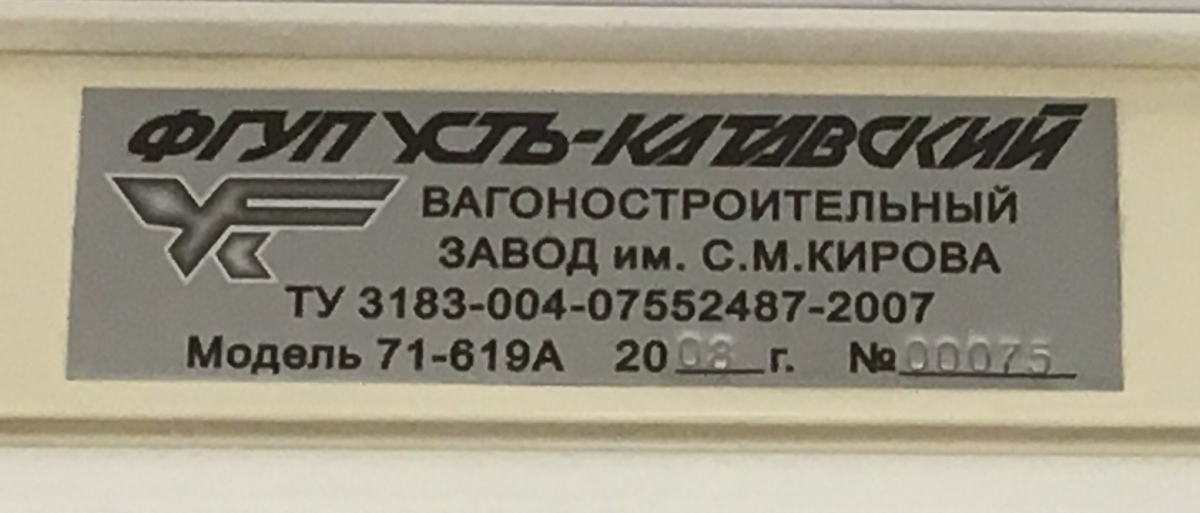 ФГУП УСТЬ-КАТАВСКИЙ
ВАГОНОСТРОИТЕЛЬНЫЙ
ЗАВОД им. С.М.КИРОВА
ТУ 3183-004-07552487-2007
Модель 71-619А 2008 г. №00075